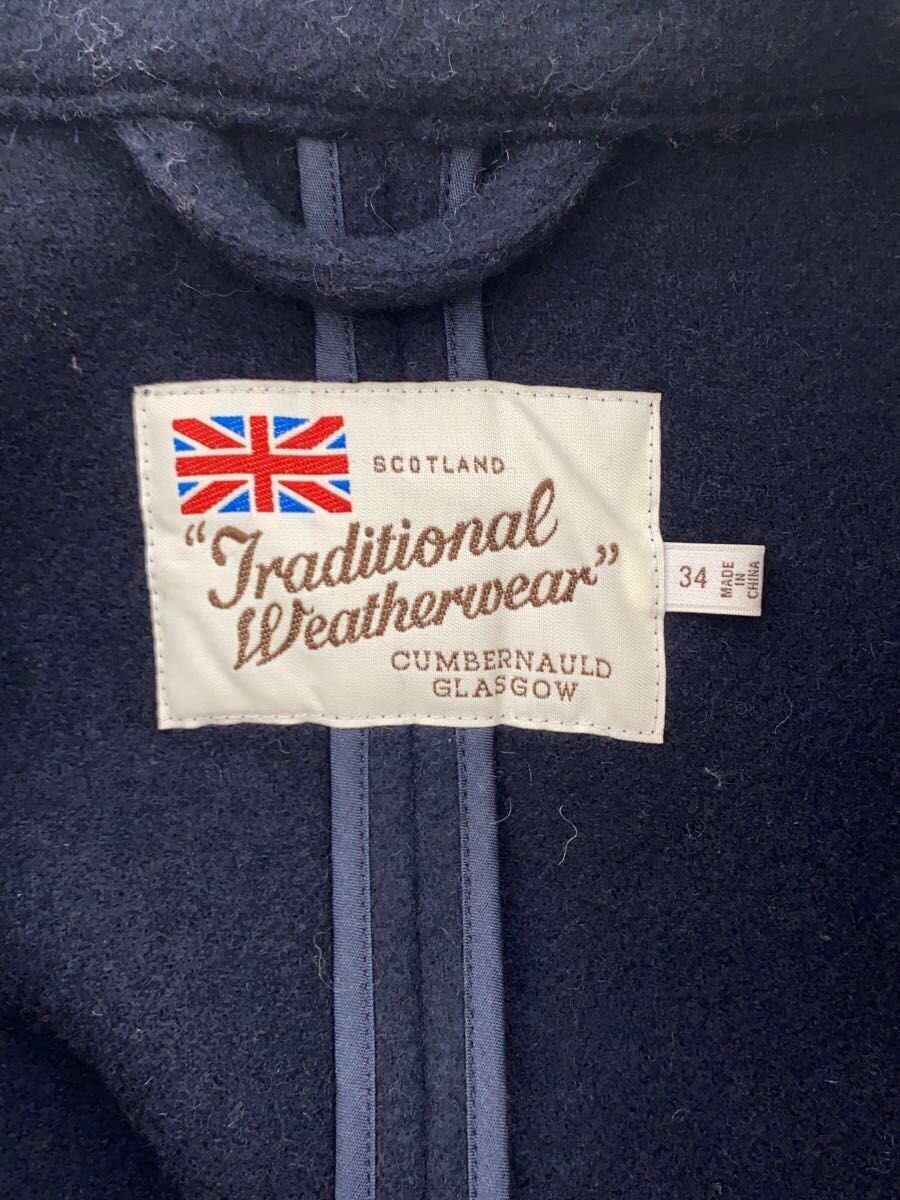 SCOTLAND
"Traditional
Weatherwear"
CUMBERNAULD
GLASGOW
34
MADE
IN
CHINA